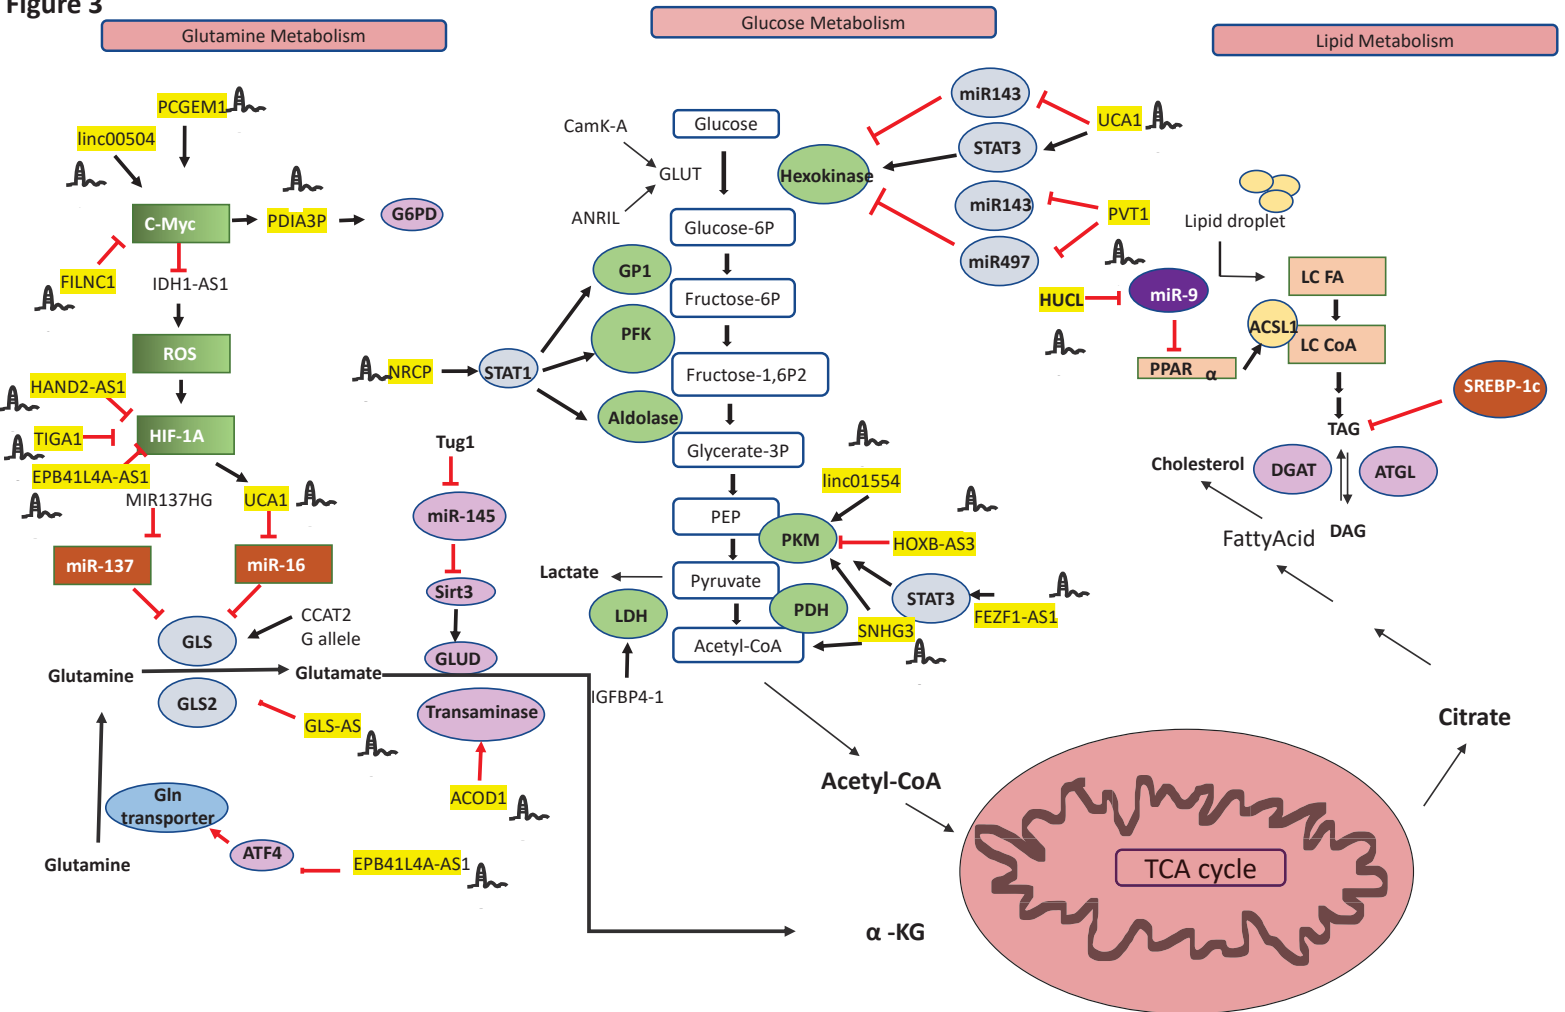 Figure 3
Glutamine Metabolism
Glucose Metabolism
Lipid Metabolism
PCGEM1
linc00504
C-Myc
PDIA3P
G6PD
FILNC1
IDH1-AS1
ROS
HAND2-AS1
TIGA1
HIF-1A
EPB41L4A-AS1
MIR137HG
UCA1
miR-137
miR-16
CCAT2
G allele
GLS
Glutamine
Glutamate
GLS2
GLS-AS
Gln
transporter
Glutamine
ATF4
EPB41L4A-AS1
Tug1
miR-145
Sirt3
GLUD
Transaminase
ACOD1
CamK-A
GLUT
ANRIL
Glucose
Glucose-6P
GP1
Fructose-6P
PFK
NRCP
STAT1
Fructose-1,6P2
Aldolase
Glycerate-3P
linc01554
PEP
PKM
HOXB-AS3
Lactate
Pyruvate
LDH
PDH
STAT3
FEZF1-AS1
SNHG3
Acetyl-CoA
IGFBP4-1
miR143
UCA1
STAT3
Hexokinase
miR143
PVT1
miR497
HUCL
miR-9
Lipid droplet
LC FA
ACSL1
LC CoA
PPAR α
SREBP-1c
TAG
Cholesterol
DGAT
ATGL
FattyAcid
DAG
Citrate
Acetyl-CoA
TCA cycle
α -KG